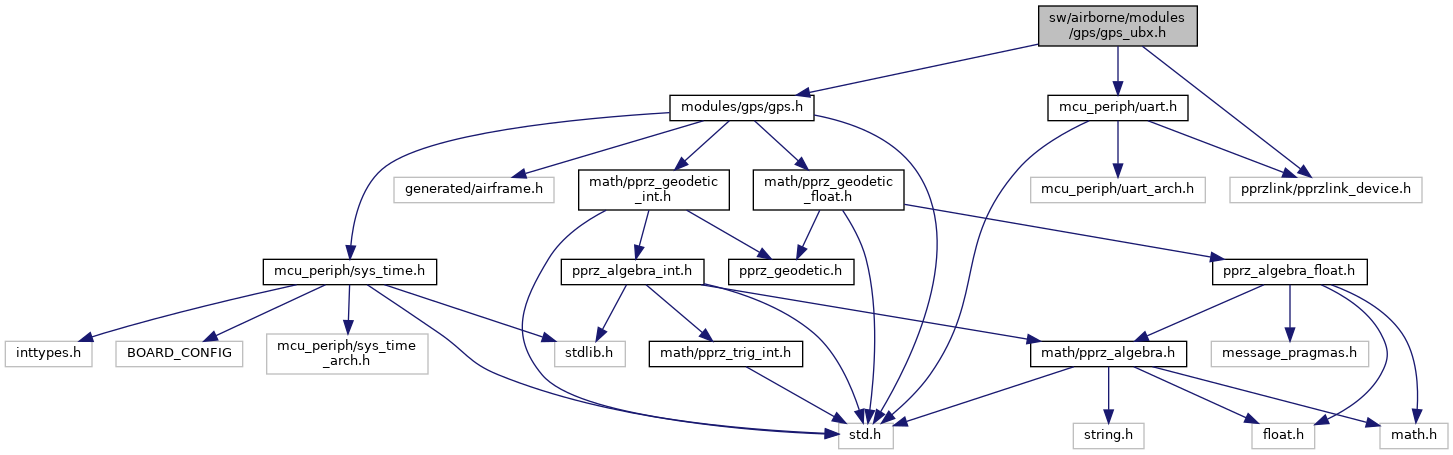 sw/airborne/modules
/gps/gps_ubx.h
modules/gps/gps.h
mcu_periph/uart.h
generated/airframe.h
math/pprz_geodetic
_int.h
math/pprz_geodetic
_float.h
mcu_periph/uart_arch.h
pprzlink/pprzlink_device.h
mcu_periph/sys_time.h
pprz_algebra_int.h
pprz_geodetic.h
pprz_algebra_float.h
inttypes.h
BOARD_CONFIG
mcu_periph/sys_time
_arch.h
stdlib.h
math/pprz_trig_int.h
math/pprz_algebra.h
message_pragmas.h
std.h
string.h
float.h
math.h